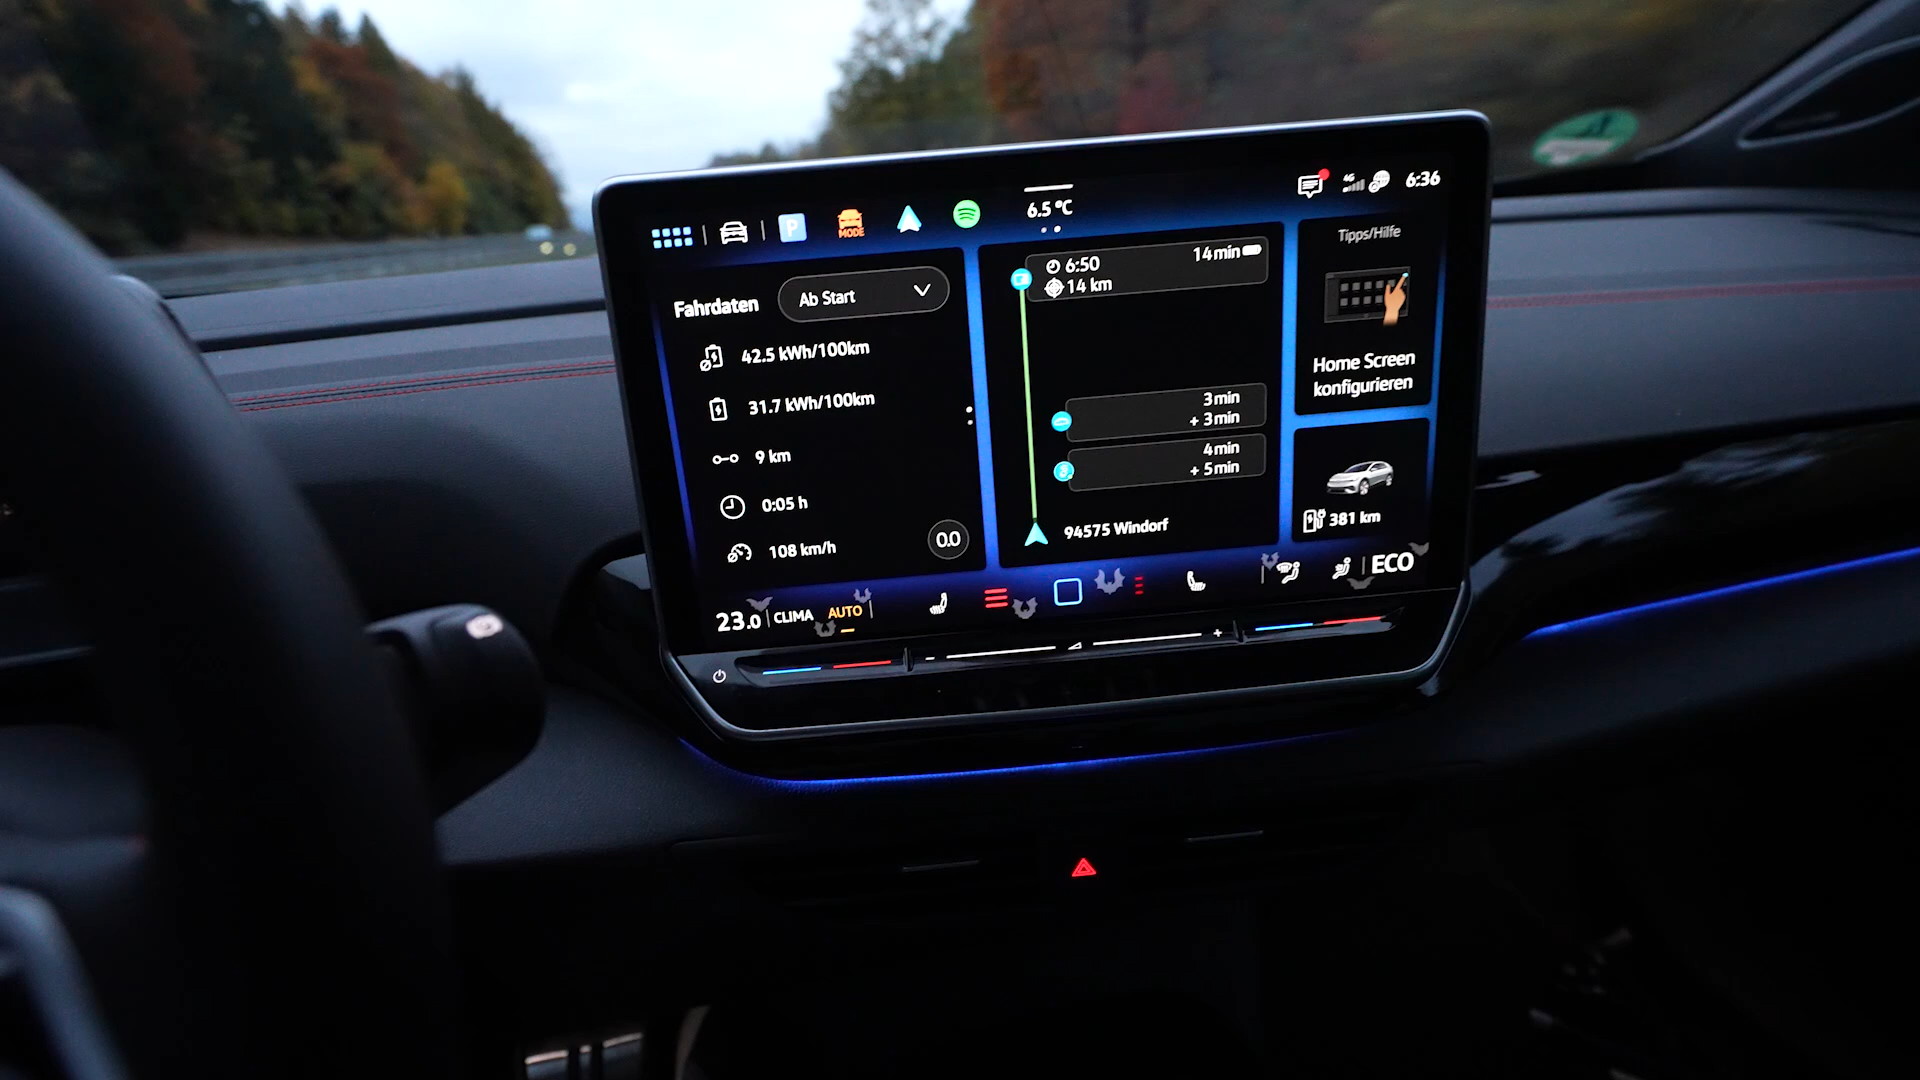 P
MODE
6.5 °C
4G
6:36
Fahrdaten
Ab Start
42.5 kWh/100km
31.7 kWh/100km
9 km
0:05 h
108 km/h
0.0
6:50
14 min
14 km
3 min
+ 3 min
4 min
+ 5 min
94575 Windorf
Tipps/Hilfe
Home Screen
konfigurieren
381 km
23.0
CLIMA
AUTO
ECO
- +